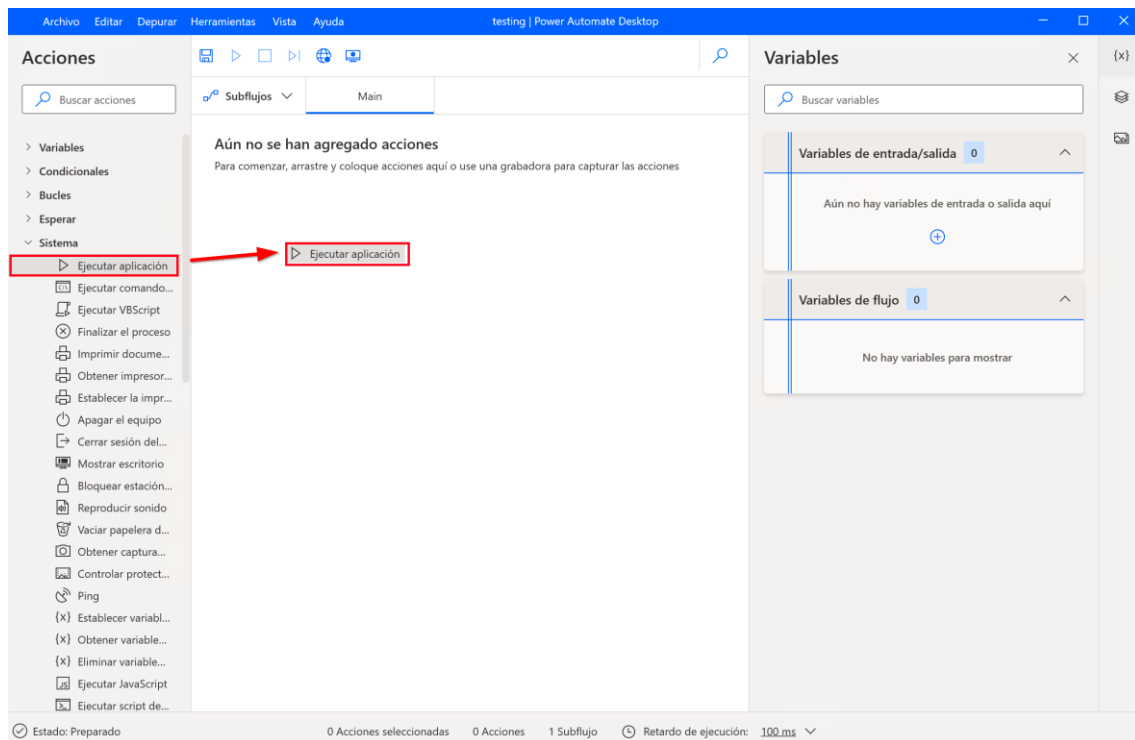 Archivo Editar Depurar Herramientas Vista Ayuda
testing | Power Automate Desktop
Acciones
Buscar acciones
Variables
Condicionales
Bucles
Esperar
Sistema
Ejecutar aplicación
Ejecutar comando...
Ejecutar VBScript
Finalizar el proceso
Imprimir docume...
Obtener impresor...
Establecer la impr...
Apagar el equipo
Cerrar sesión del...
Mostrar escritorio
Bloquear estación...
Reproducir sonido
Vaciar papelera d...
Obtener captura...
Controlar protect...
Ping
{x} Establecer variabl...
{x} Obtener variable...
{x} Eliminar variable...
JS Ejecutar JavaScript
Ejecutar script de...
Subflujos
Main
Aún no se han agregado acciones
Para comenzar, arrastre y coloque acciones aquí o use una grabadora para capturar las acciones
Ejecutar aplicación
Variables
{x}
Buscar variables
Variables de entrada/salida 0
Aún no hay variables de entrada o salida aquí
Variables de flujo 0
No hay variables para mostrar
Estado: Preparado
0 Acciones seleccionadas
0 Acciones
1 Subflujo
Retardo de ejecución: 100 ms